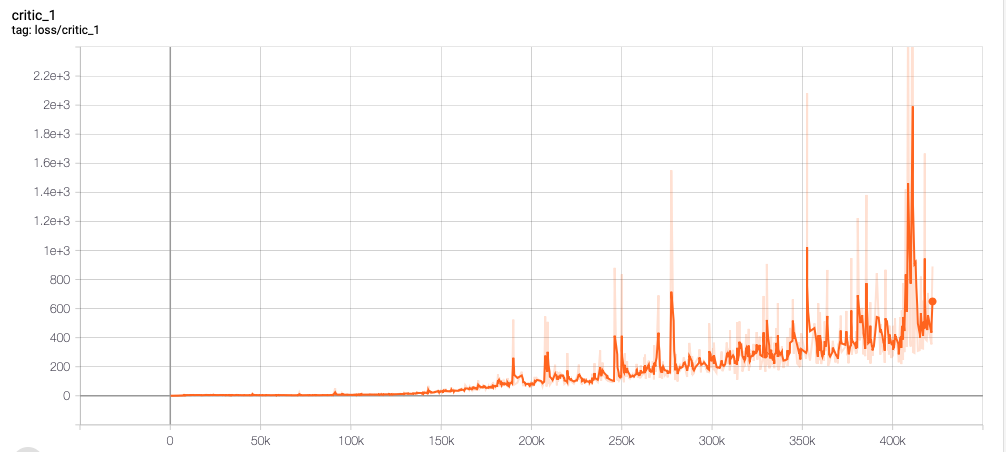 critic_1
tag: loss/critic_1
2.2e+3
2e+3
1.8e+3
1.6e+3
1.4e+3
1.2e+3
1e+3
800
600
400
200
0
0 50k 100k 150k 200k 250k 300k 350k 400k